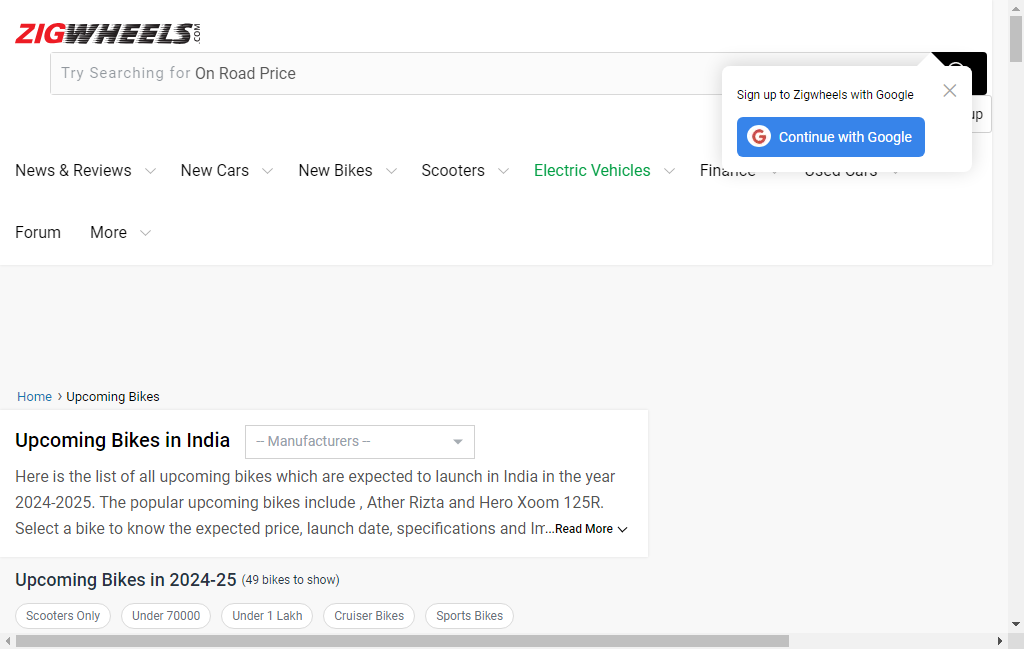 ZIGWHEELS.COM
Try Searching for On Road Price
Sign up to Zigwheels with Google
Continue with Google
up
News & Reviews
New Cars
New Bikes
Scooters
Electric Vehicles
Finance
Used Cars
Forum
More
Home › Upcoming Bikes
Upcoming Bikes in India
-- Manufacturers --
Here is the list of all upcoming bikes which are expected to launch in India in the year
2024-2025. The popular upcoming bikes include , Ather Rizta and Hero Xoom 125R.
Select a bike to know the expected price, launch date, specifications and Im...Read More
Upcoming Bikes in 2024-25 (49 bikes to show)
Scooters Only
Under 70000
Under 1 Lakh
Cruiser Bikes
Sports Bikes